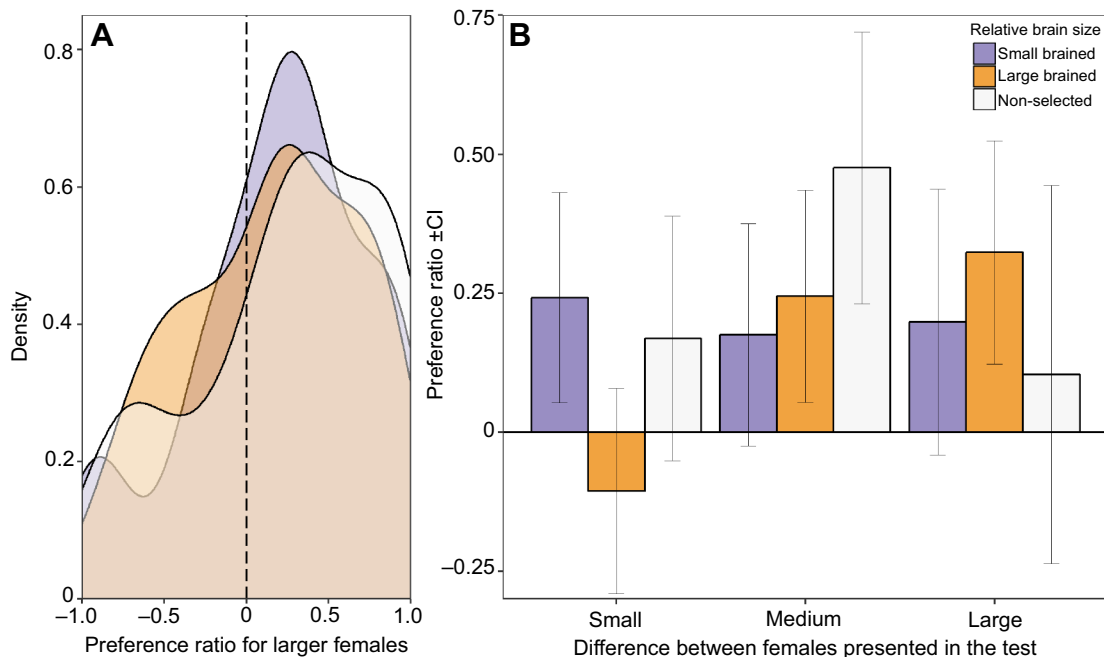 A
Density
0.8
0.6
0.4
0.2
0
–1.0
–0.5
0
0.5
1.0
Preference ratio for larger females
B
Preference ratio ±CI
0.75
0.50
0.25
0
–0.25
Relative brain size
Small brained
Large brained
Non-selected
Small
Medium
Large
Difference between females presented in the test